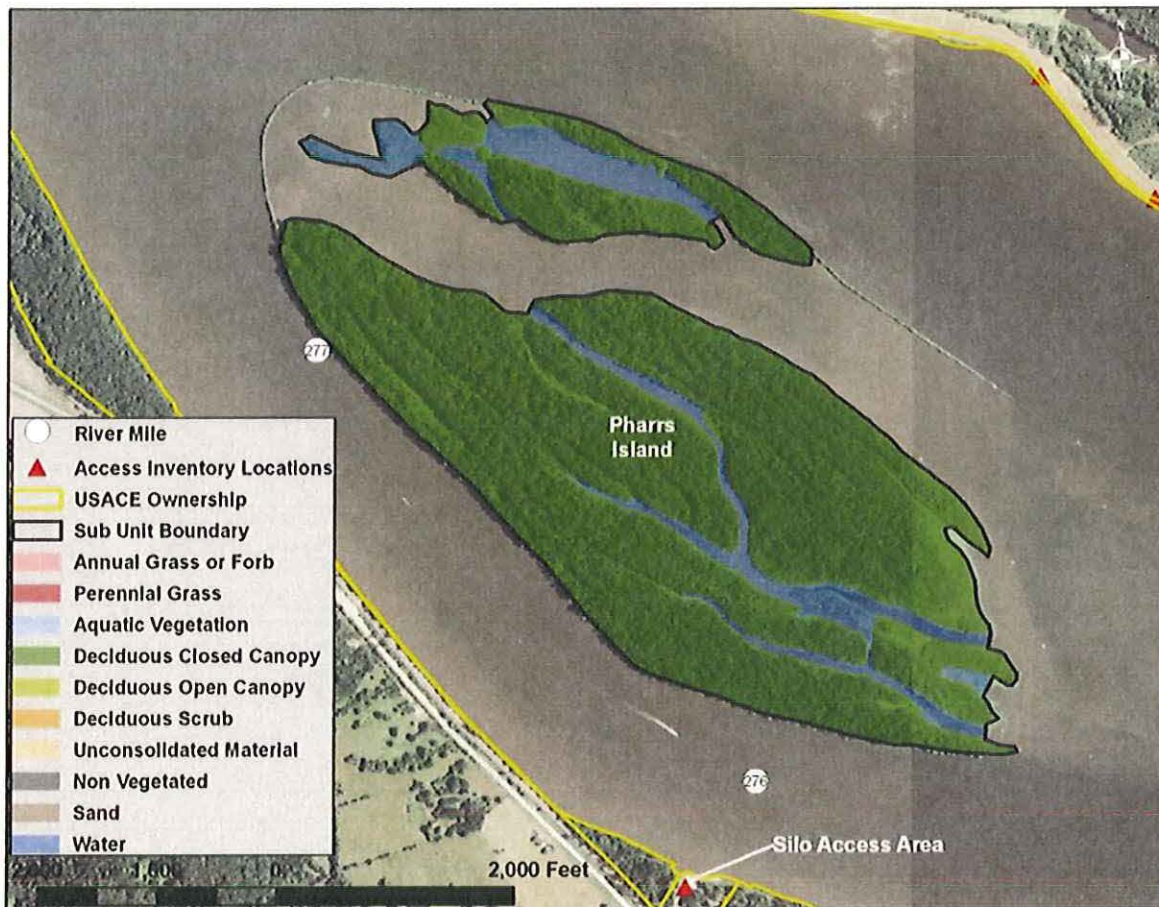 277
Pharrs
Island
River Mile
Access Inventory Locations
USACE Ownership
Sub Unit Boundary
Annual Grass or Forb
Perennial Grass
Aquatic Vegetation
Deciduous Closed Canopy
Deciduous Open Canopy
Deciduous Scrub
Unconsolidated Material
Non Vegetated
Sand
Water
276
Silo Access Area
2,000 Feet